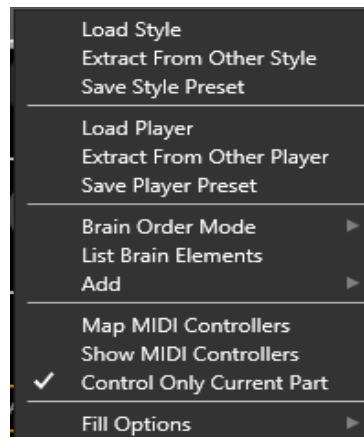 Load Style
Extract From Other Style
Save Style Preset
Load Player
Extract From Other Player
Save Player Preset
Brain Order Mode
List Brain Elements
Add
Map MIDI Controllers
Show MIDI Controllers
Control Only Current Part
Fill Options